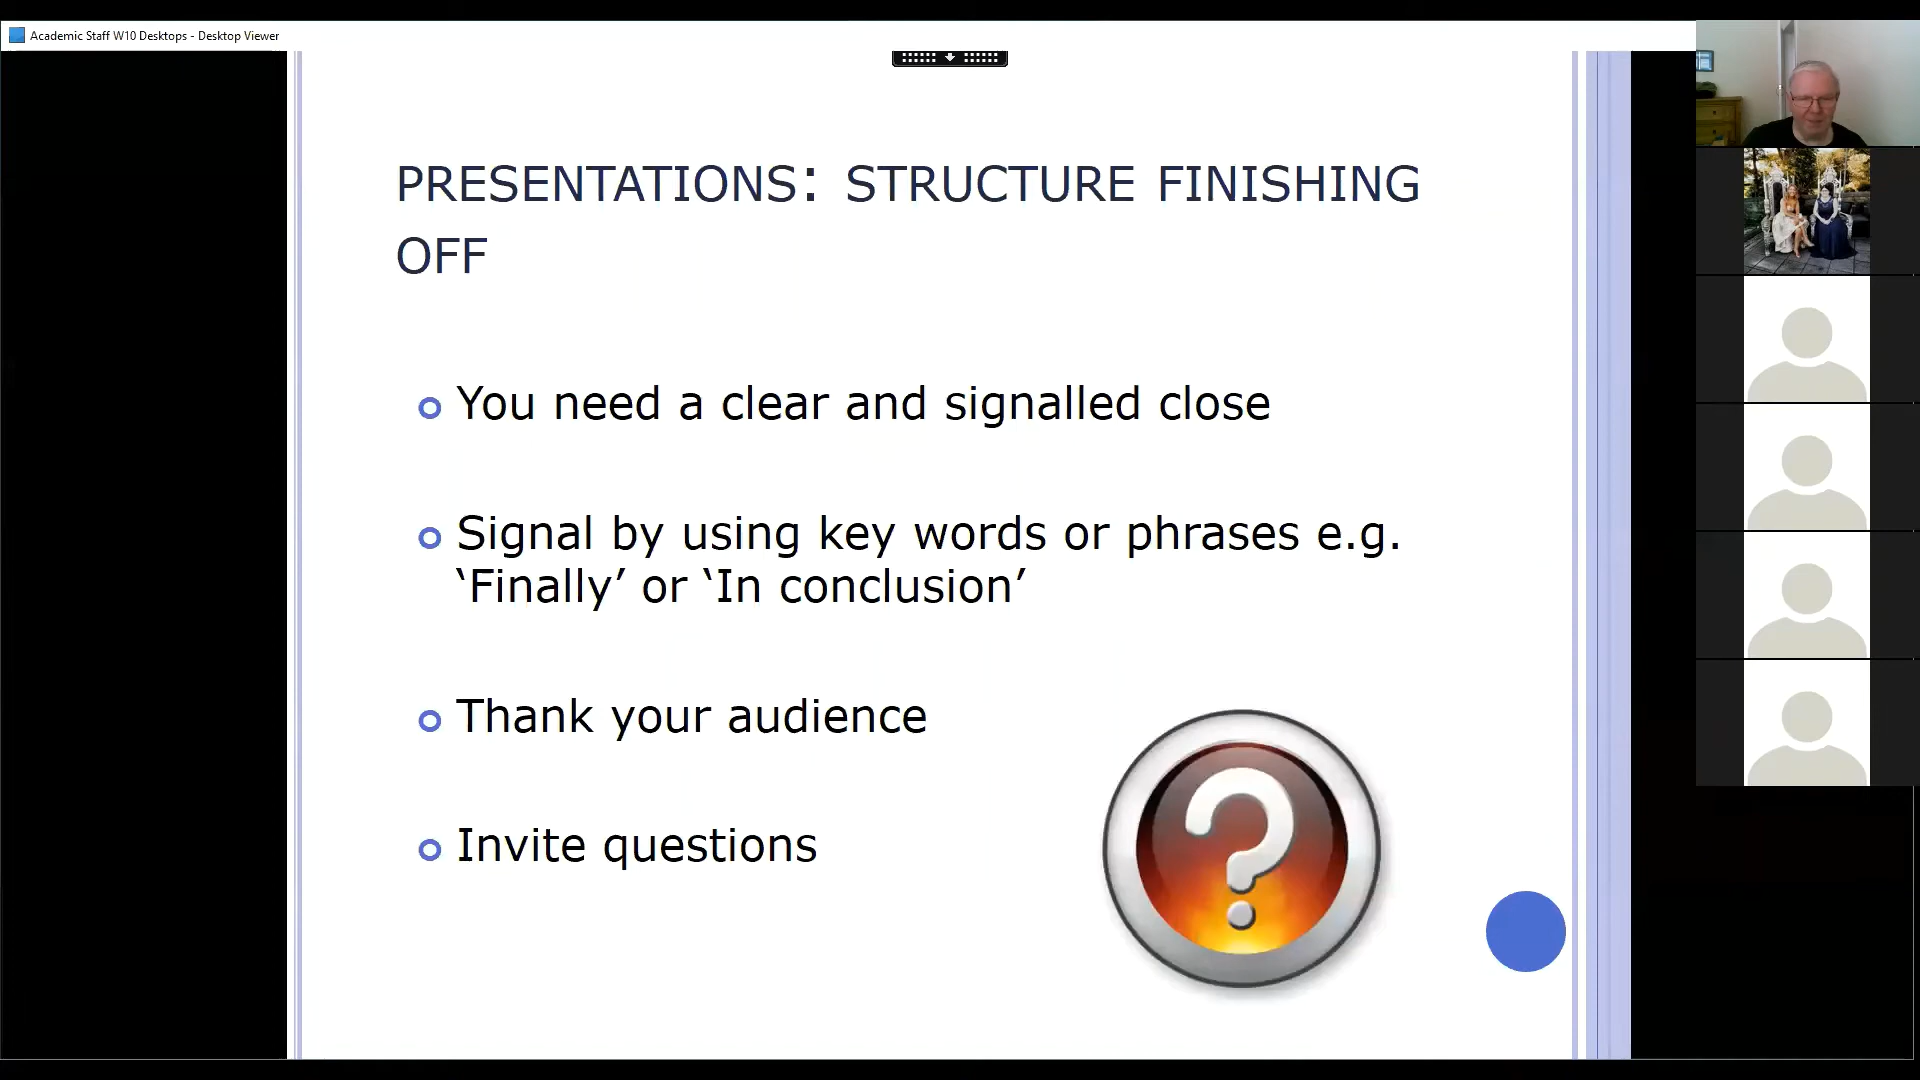 Academic Staff W10 Desktops - Desktop Viewer
PRESENTATIONS: STRUCTURE FINISHING
OFF
You need a clear and signalled close
Signal by using key words or phrases e.g.
‘Finally’ or ‘In conclusion’
Thank your audience
Invite questions
?